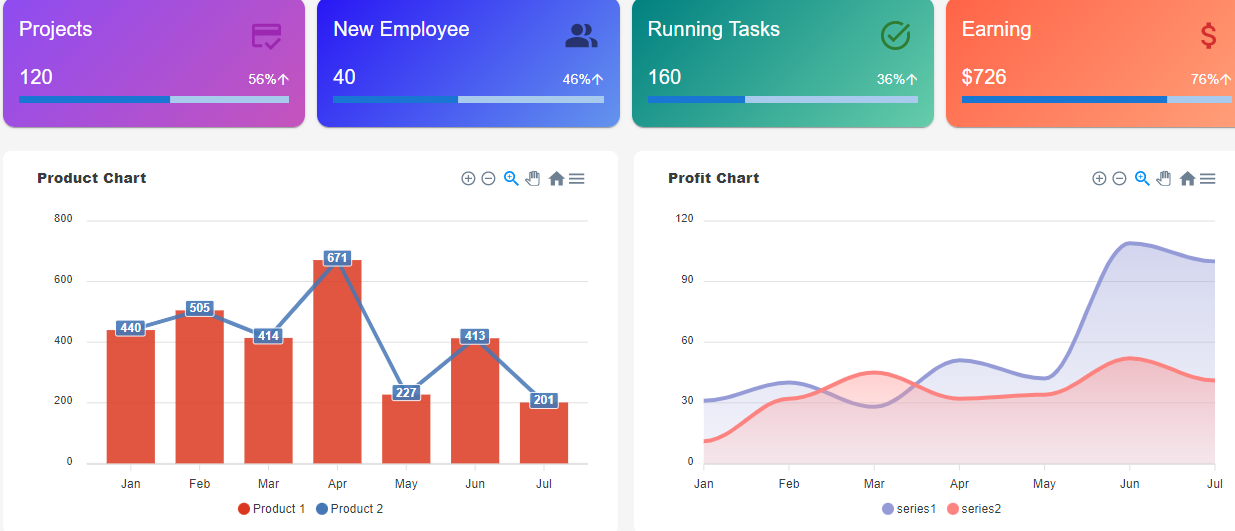 Projects
120
56%↑
New Employee
40
46%↑
Running Tasks
160
36%↑
Earning
$
$726
76%↑
Product Chart
800
600
400
200
0
440
505
414
671
227
413
201
Jan Feb Mar Apr May Jun Jul
Product 1 Product 2
Profit Chart
120
90
60
30
0
Jan Feb Mar Apr May Jun Jul
series1 series2